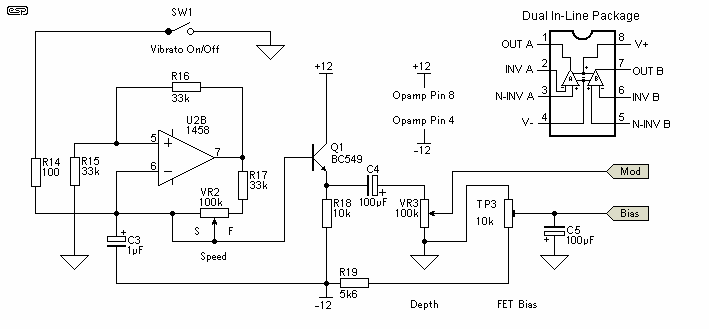 esp
SW1
Vibrato On/Off
Dual In-Line Package
OUT A
1
8
V+
INV A
2
7
OUT B
N-INV A
3
6
INV B
V-
4
5
N-INV B
A
B
R16
33k
+12
+12
Opamp Pin 8
Opamp Pin 4
-12
U2B
1458
5
+
6
-
7
Q1
BC549
R14
100
R15
33k
R17
33k
VR2
100k
S
F
Speed
C4
+
100µF
Mod
R18
10k
VR3
100k
TP3
10k
Bias
+
C3
1µF
C5
+
100µF
R19
5k6
-12
Depth
FET Bias